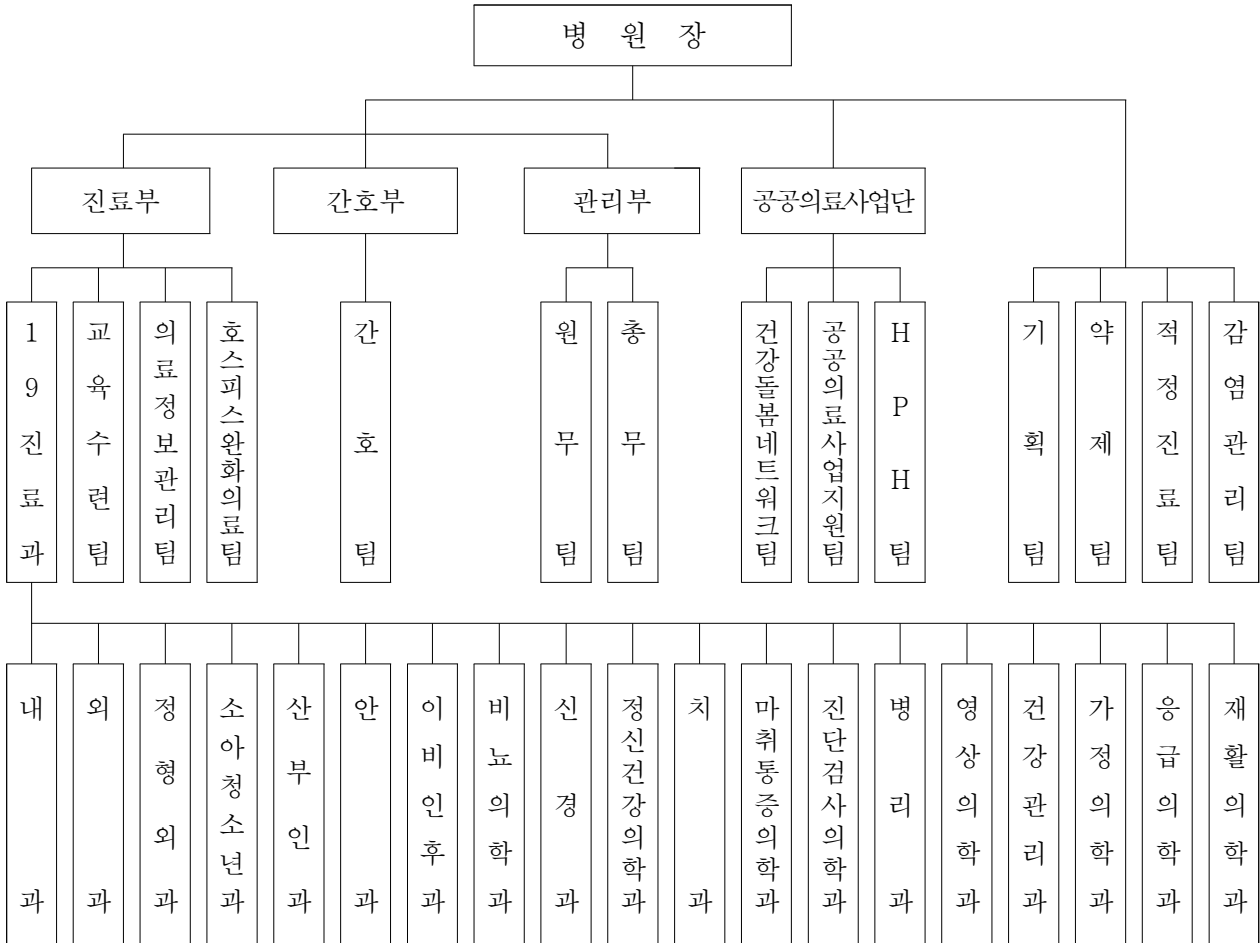 병 원 장
진료부
간호부
관리부
공공의료사업단
19진료과
교육수련팀
의료정보관리팀
호스피스완화의료팀
간호팀
원무팀
총무팀
건강돌봄네트워크팀
공공의료사업지원팀
HPH팀
기획팀
약제팀
적정진료팀
감염관리팀
내과
외과
정형외과
소아청소년과
산부인과
안과
이비인후과
비뇨의학과
신경과
정신건강의학과
치과
마취통증의학과
진단검사의학과
병리과
영상의학과
건강관리과
가정의학과
응급의학과
재활의학과